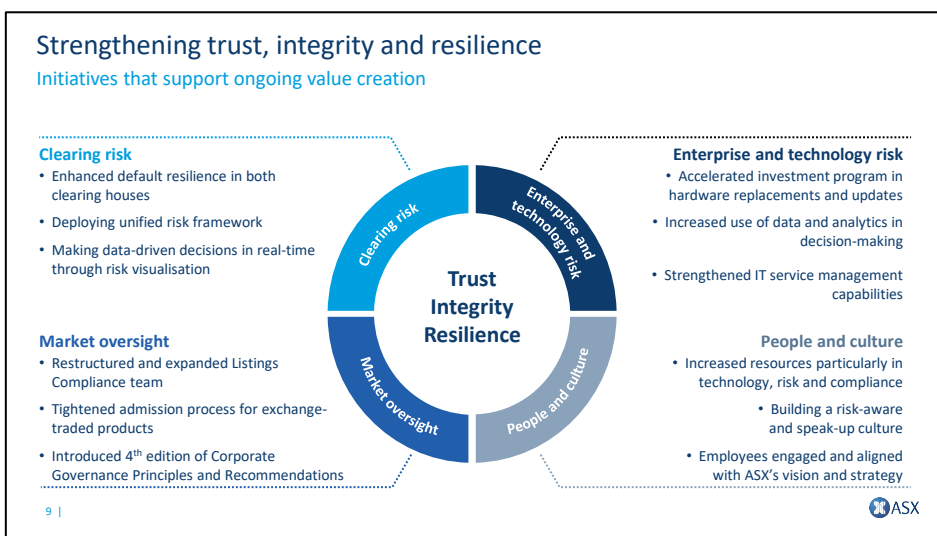 Strengthening trust, integrity and resilience
Initiatives that support ongoing value creation
Clearing risk
• Enhanced default resilience in both
clearing houses
• Deploying unified risk framework
• Making data-driven decisions in real-time
through risk visualisation
Enterprise and technology risk
• Accelerated investment program in
hardware replacements and updates
• Increased use of data and analytics in
decision-making
• Strengthened IT service management
capabilities
Clearing risk
Enterprise and
technology risk
Trust
Integrity
Resilience
Market oversight
People and culture
Market oversight
• Restructured and expanded Listings
Compliance team
• Tightened admission process for exchange-
traded products
• Introduced 4th edition of Corporate
Governance Principles and Recommendations
People and culture
• Increased resources particularly in
technology, risk and compliance
• Building a risk-aware
and speak-up culture
• Employees engaged and aligned
with ASX's vision and strategy
9 |
ASX